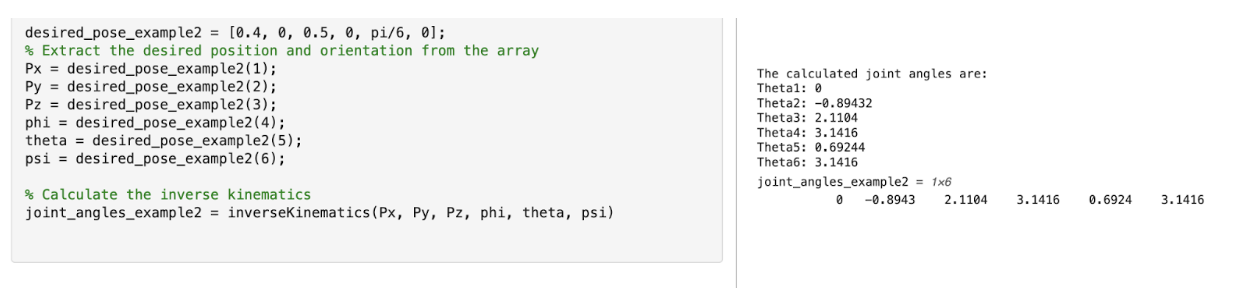 desired_pose_example2 = [0.4, 0, 0.5, 0, pi/6, 0];
% Extract the desired position and orientation from the array
Px = desired_pose_example2(1);
Py = desired_pose_example2(2);
Pz = desired_pose_example2(3);
phi = desired_pose_example2(4);
theta = desired_pose_example2(5);
psi = desired_pose_example2(6);
% Calculate the inverse kinematics
joint_angles_example2 = inverseKinematics(Px, Py, Pz, phi, theta, psi)
The calculated joint angles are:
Theta1: 0
Theta2: -0.89432
Theta3: 2.1104
Theta4: 3.1416
Theta5: 0.69244
Theta6: 3.1416
joint_angles_example2 = 1×6
0 -0.8943 2.1104 3.1416 0.6924 3.1416